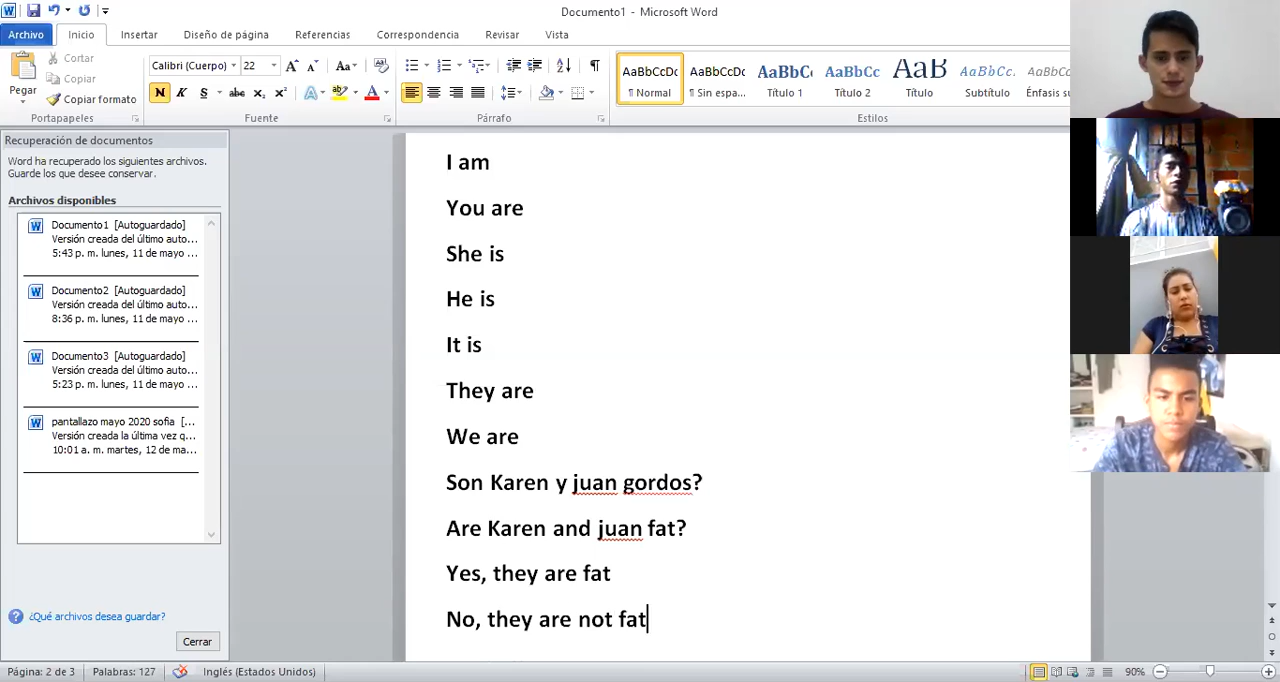 Documento1 - Microsoft Word
Archivo Inicio Insertar Diseño de página Referencias Correspondencia Revisar Vista
Pegar
Cortar
Copiar
Copiar formato
Portapapeles
Calibri (Cuerpo) 22
N K S abc x₂ x²
Fuente
Párrafo
AaBbCcDc AaBbCcDc AaBbC AaBbCc AaB AaBbCcD AaBbCcD
¶ Normal ¶ Sin espa... Título 1 Título 2 Título Subtítulo Énfasis su
Estilos
Recuperación de documentos
Word ha recuperado los siguientes archivos.
Guarde los que desee conservar.
Archivos disponibles
Documento1 [Autoguardado]
Versión creada del último auto...
5:43 p. m. lunes, 11 de mayo ...
Documento2 [Autoguardado]
Versión creada del último auto...
8:36 p. m. lunes, 11 de mayo ...
Documento3 [Autoguardado]
Versión creada del último auto...
5:23 p. m. lunes, 11 de mayo ...
pantallazo mayo 2020 sofia [...
Versión creada la última vez q...
10:01 a. m. martes, 12 de ma...
¿Qué archivos desea guardar?
Cerrar
I am
You are
She is
He is
It is
They are
We are
Son Karen y juan gordos?
Are Karen and juan fat?
Yes, they are fat
No, they are not fat
Página: 2 de 3 Palabras: 127 Inglés (Estados Unidos) 90%